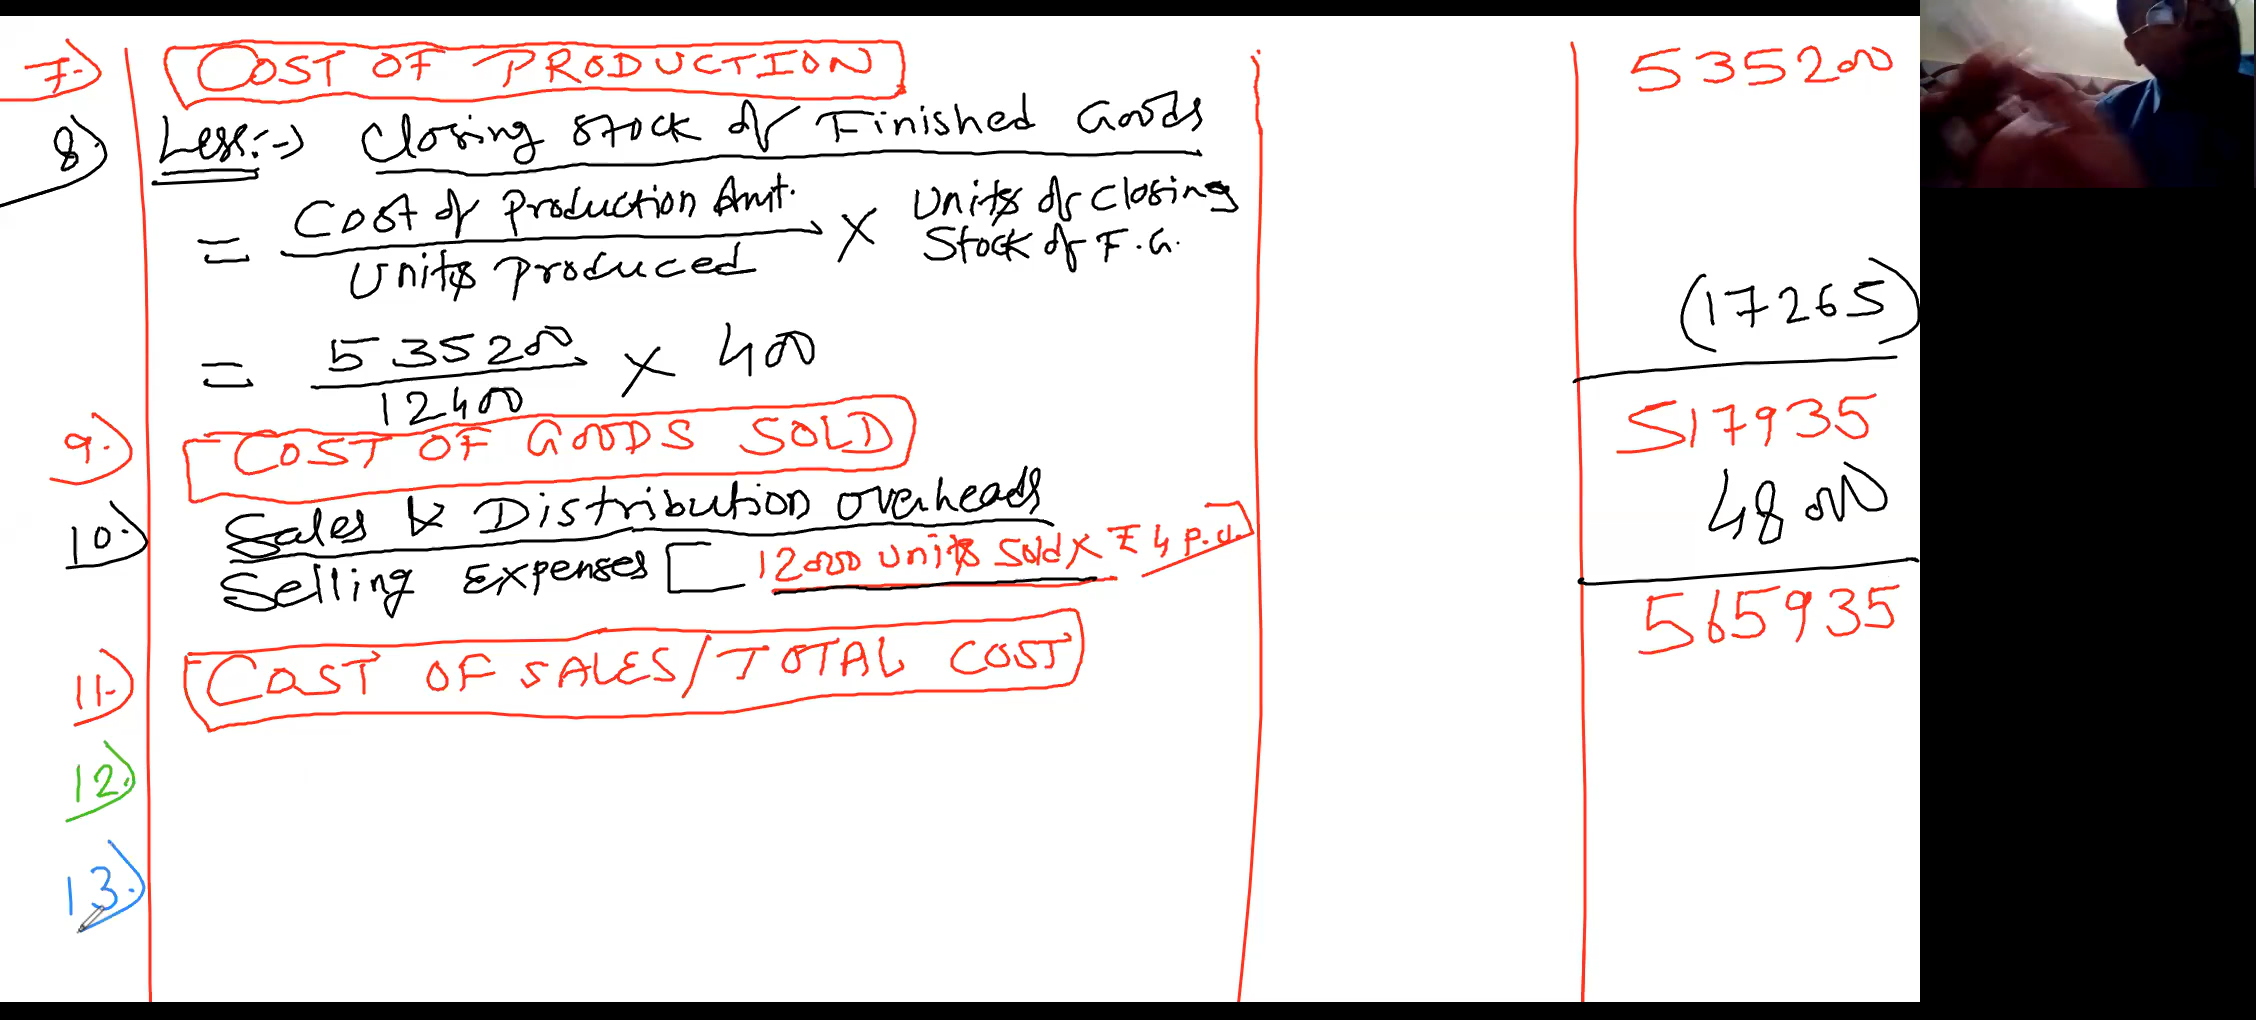 7.) COST OF PRODUCTION 535200
8.) Less:-> Closing Stock of Finished Goods
= Cost of Production Amt. × Units of Closing
Units Produced Stock of F.G.
(17265)
= 535200 × 400
12400
9.) COST OF GOODS SOLD 517935
10.) Sales & Distribution overheads 48000
Selling Expenses [12000 units sold × ₹ 4 p.u.]
11.) COST OF SALES/TOTAL COST 565935
12.)
13.)